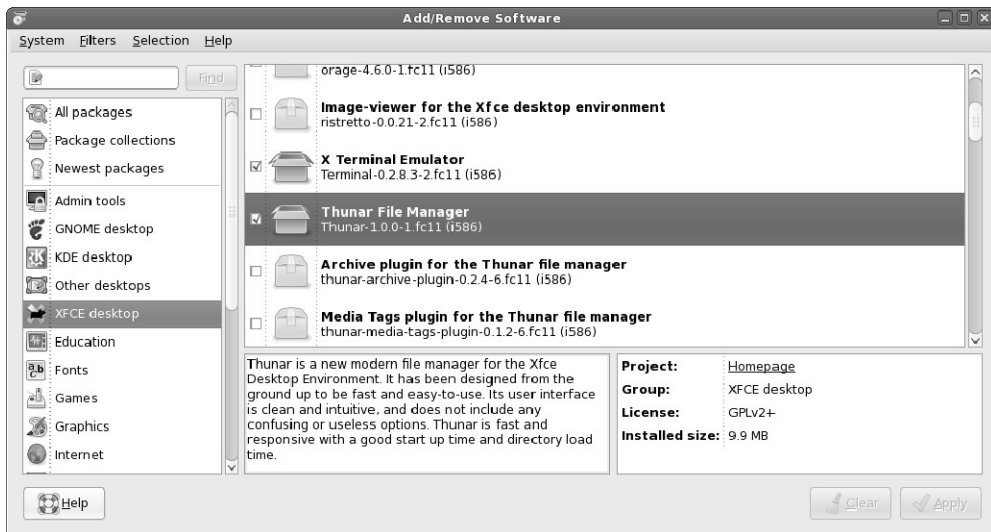 Add/Remove Software
System Filters Selection Help
Find
All packages
Package collections
Newest packages
Admin tools
GNOME desktop
KDE desktop
Other desktops
XFCE desktop
Education
Fonts
Games
Graphics
Internet
orage-4.6.0-1.fc11 (i586)
Image-viewer for the Xfce desktop environment
ristretto-0.0.21-2.fc11 (i586)
X Terminal Emulator
Terminal-0.2.8.3-2.fc11 (i586)
Thunar File Manager
Thunar-1.0.0-1.fc11 (i586)
Archive plugin for the Thunar file manager
thunar-archive-plugin-0.2.4-6.fc11 (i586)
Media Tags plugin for the Thunar file manager
thunar-media-tags-plugin-0.1.2-6.fc11 (i586)
Thunar is a new modern file manager for the Xfce
Desktop Environment. It has been designed from the
ground up to be fast and easy-to-use. Its user interface
is clean and intuitive, and does not include any
confusing or useless options. Thunar is fast and
responsive with a good start up time and directory load
time.
Project: Homepage
Group: XFCE desktop
License: GPLv2+
Installed size: 9.9 MB
Help
Clear
Apply